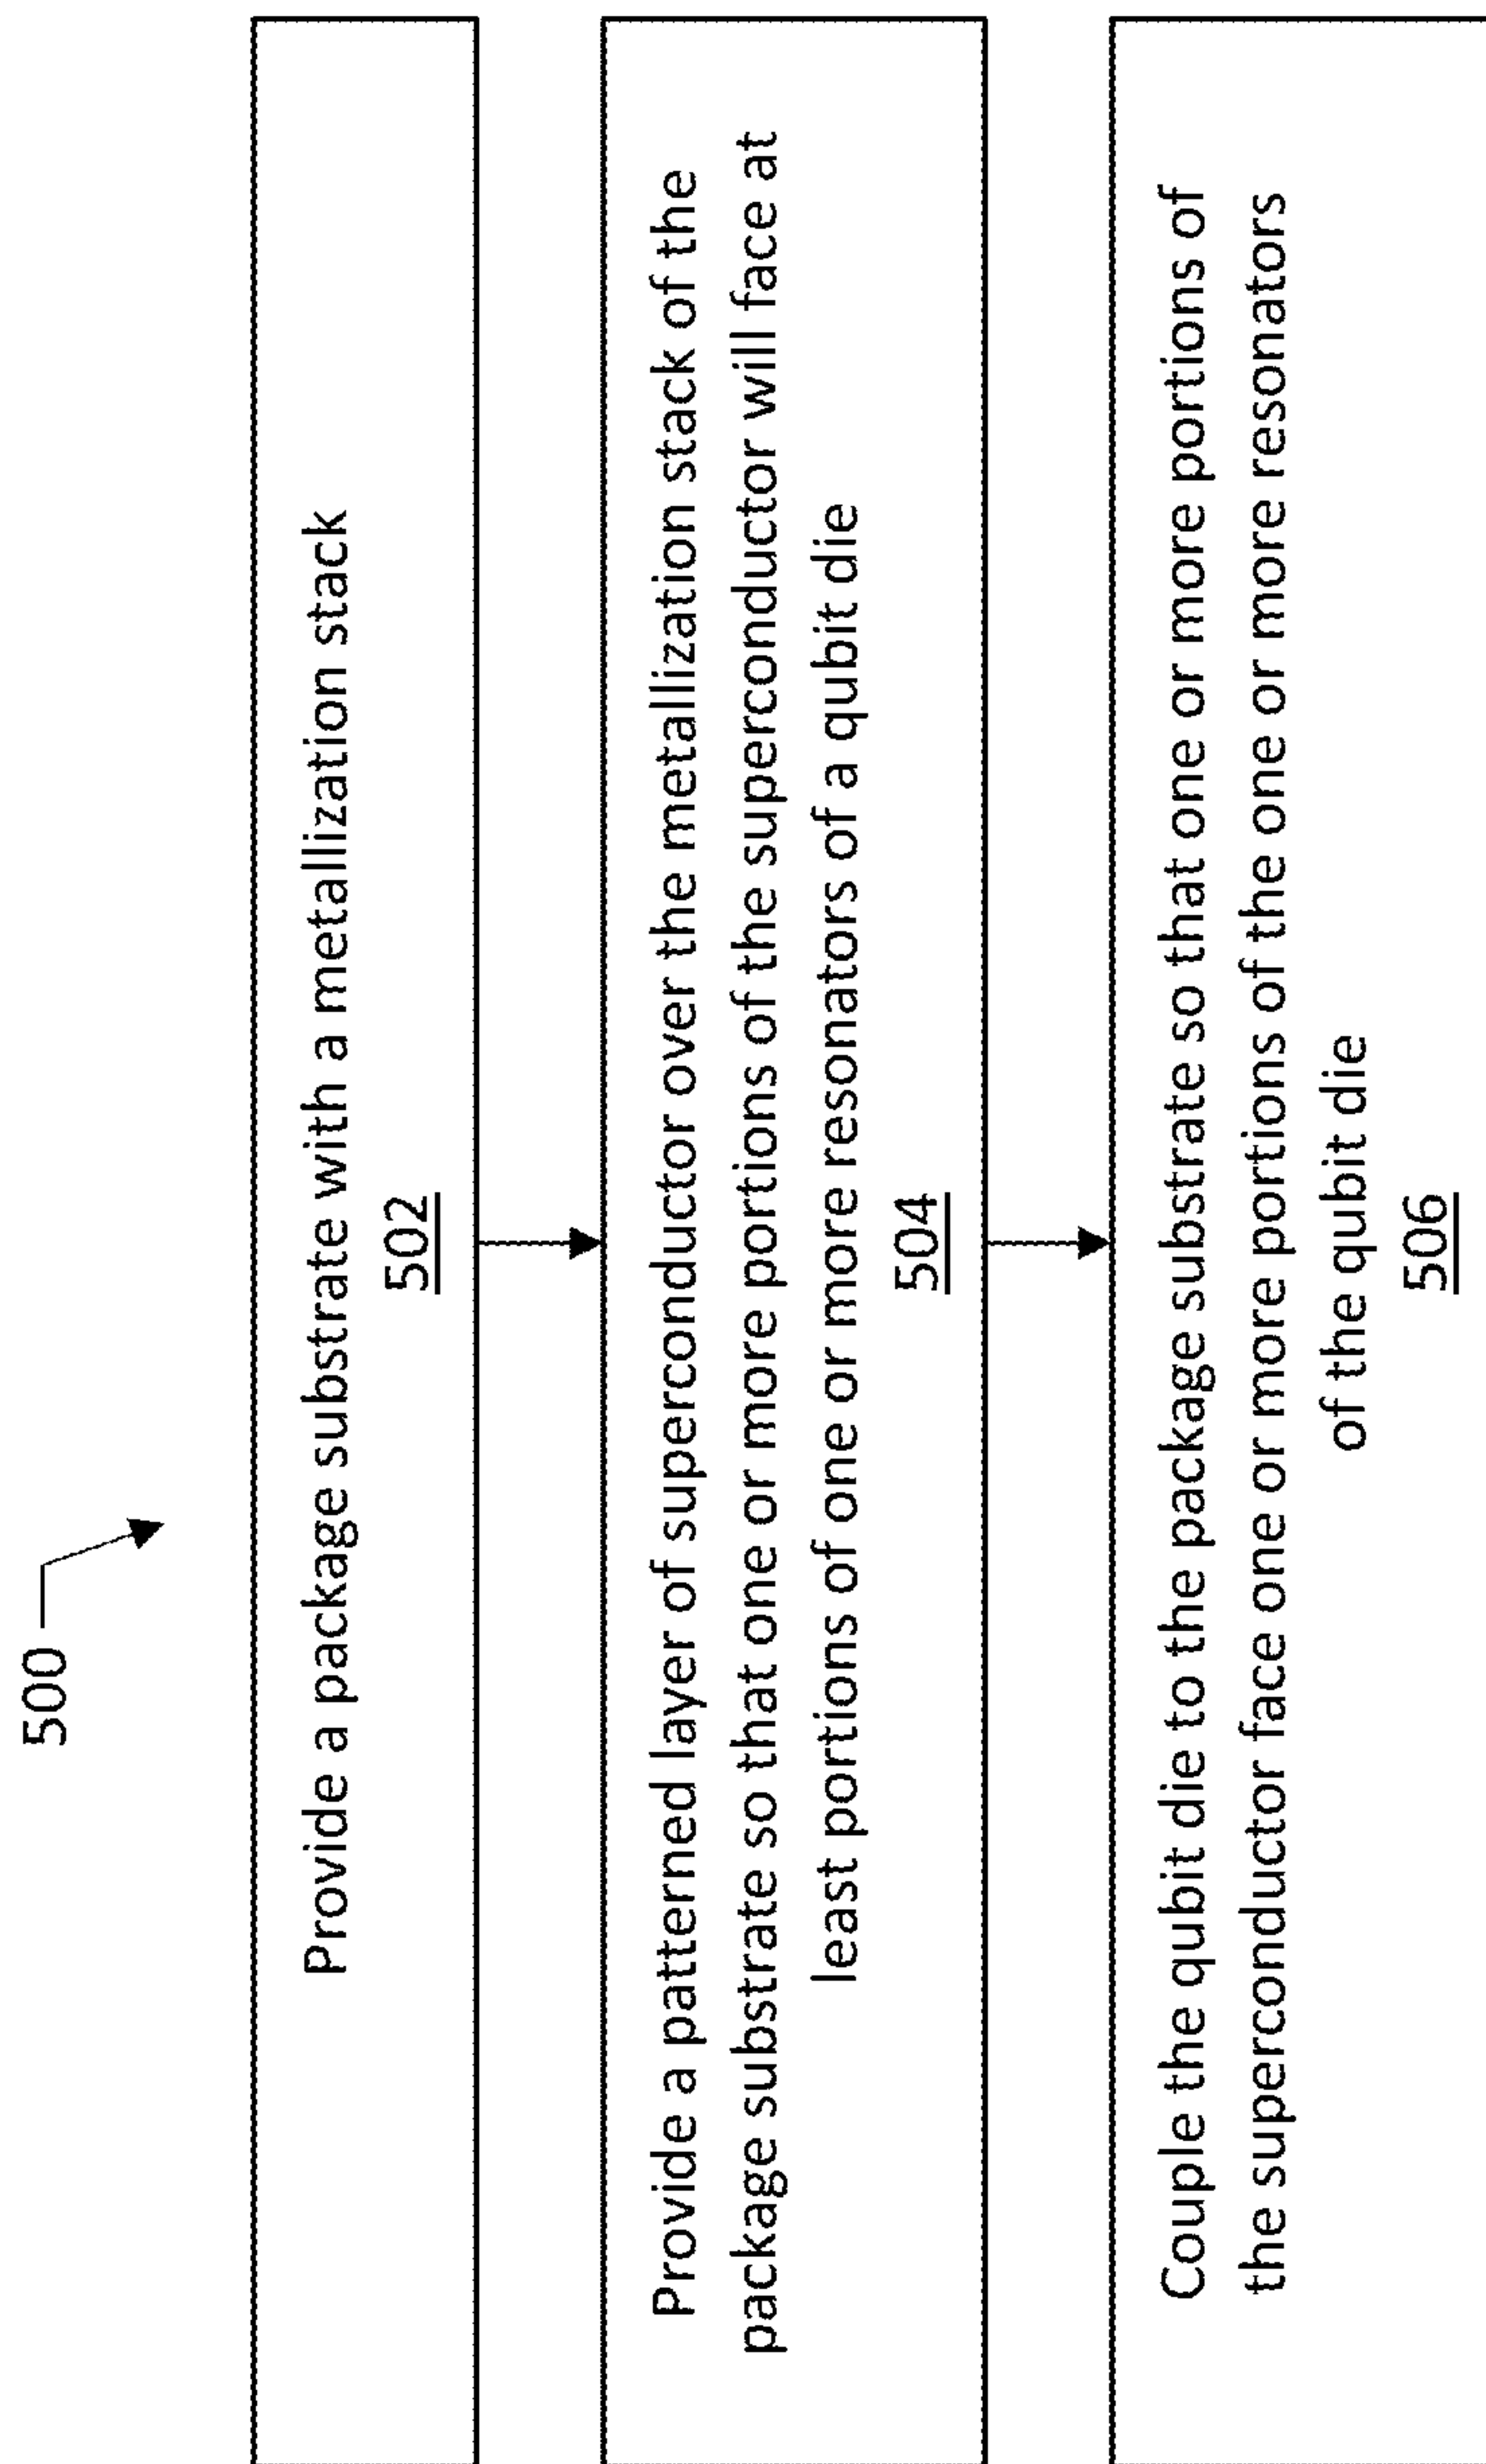 500
Provide a package substrate with a metallization stack
502
Provide a patterned layer of superconductor over the metallization stack of the
package substrate so that one or more portions of the superconductor will face at
least portions of one or more resonators of a qubit die
504
Couple the qubit die to the package substrate so that one or more portions of
the superconductor face one or more portions of the one or more resonators
of the qubit die
506